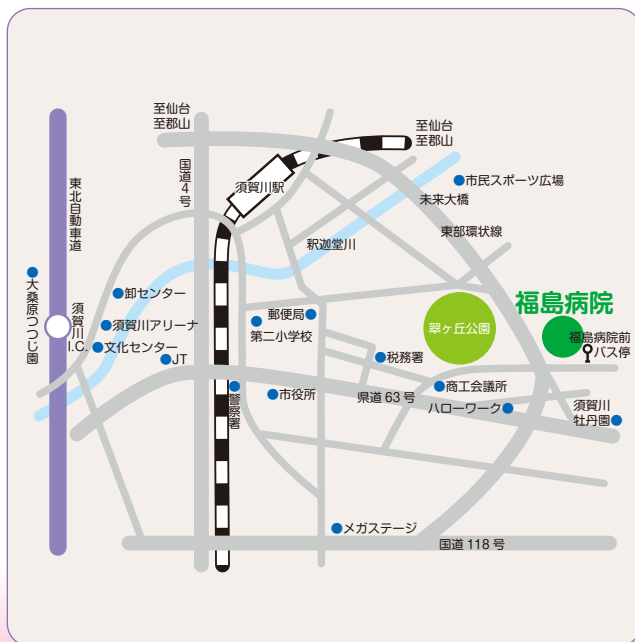 至仙台
至郡山
至仙台
至郡山
国道4号
須賀川駅
市民スポーツ広場
東北自動車道
未来大橋
東部環状線
釈迦堂川
大桑原つつじ園
卸センター
福島病院
須賀川
I.C.
須賀川アリーナ
郵便局
第二小学校
翠ヶ丘公園
福島病院前
バス停
文化センター
JT
税務署
警察署
市役所
県道63号
商工会議所
ハローワーク
須賀川
牡丹園
メガステージ
国道118号